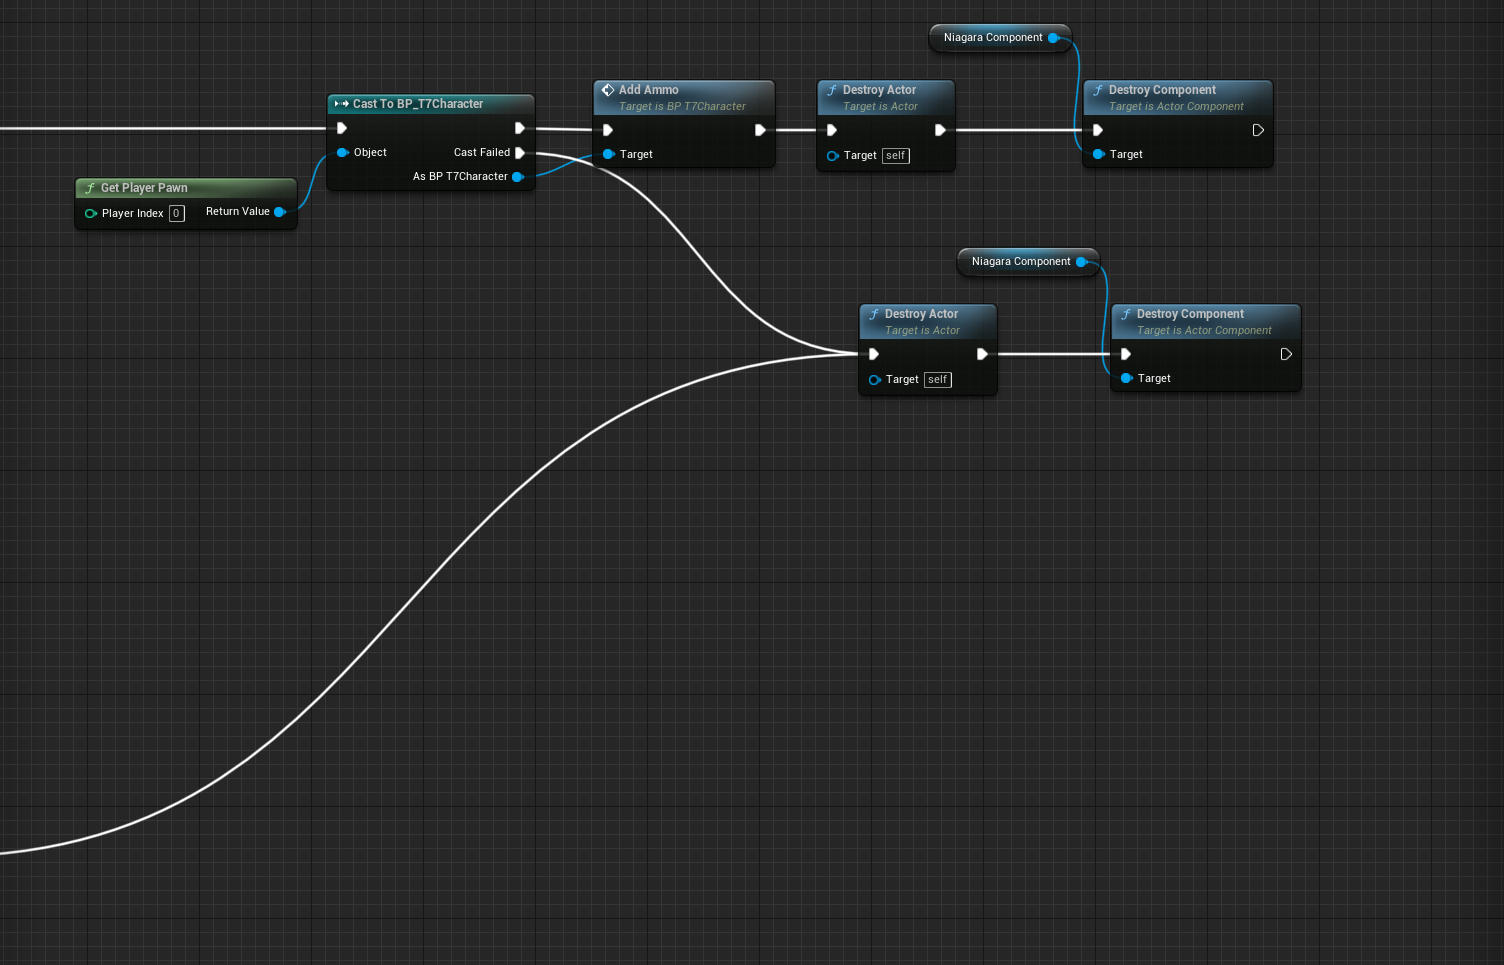 Niagara Component
Cast To BP_T7Character
Object
Cast Failed
As BP T7Character
Add Ammo
Target is BP T7Character
Target
Destroy Actor
Target is Actor
Target self
Destroy Component
Target is Actor Component
Target
Get Player Pawn
Player Index 0
Return Value
Niagara Component
Destroy Actor
Target is Actor
Target self
Destroy Component
Target is Actor Component
Target